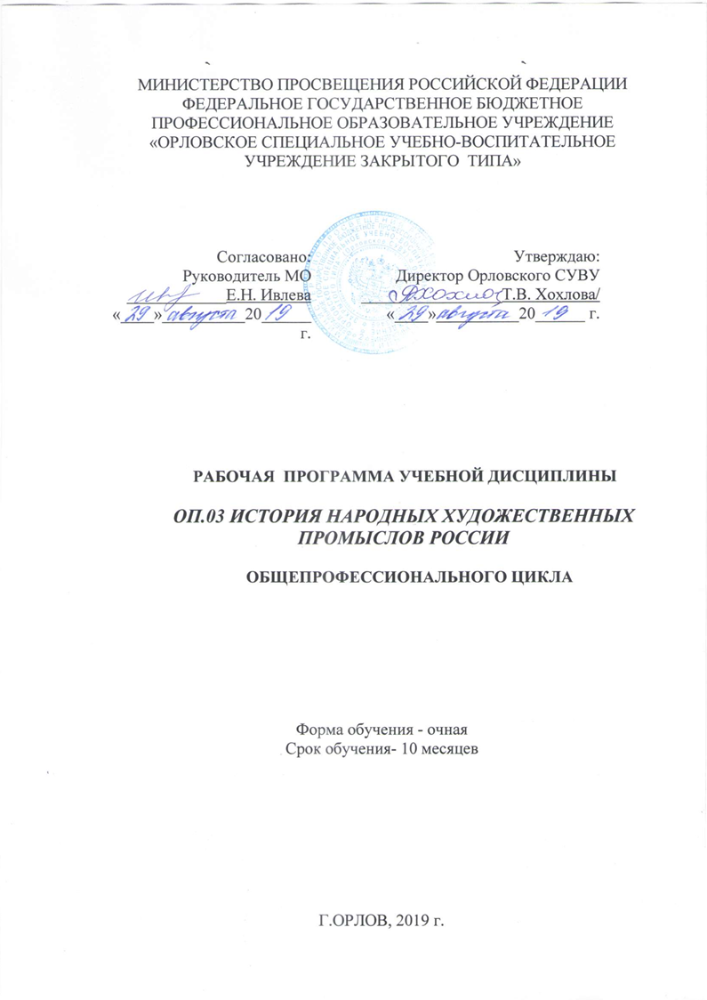 МИНИСТЕРСТВО ПРОСВЕЩЕНИЯ РОССИЙСКОЙ ФЕДЕРАЦИИ
ФЕДЕРАЛЬНОЕ ГОСУДАРСТВЕННОЕ БЮДЖЕТНОЕ
ПРОФЕССИОНАЛЬНОЕ ОБРАЗОВАТЕЛЬНОЕ УЧРЕЖДЕНИЕ
«ОРЛОВСКОЕ СПЕЦИАЛЬНОЕ УЧЕБНО-ВОСПИТАТЕЛЬНОЕ
УЧРЕЖДЕНИЕ ЗАКРЫТОГО ТИПА»
Согласовано:
Руководитель МО
Е.Н. Ивлева
«29» августа 2019
г.
Утверждаю:
Директор Орловского СУВУ
Т.В. Хохлова/
«29» августа 2019 г.
РАБОЧАЯ ПРОГРАММА УЧЕБНОЙ ДИСЦИПЛИНЫ
ОП.03 ИСТОРИЯ НАРОДНЫХ ХУДОЖЕСТВЕННЫХ
ПРОМЫСЛОВ РОССИИ
ОБЩЕПРОФЕССИОНАЛЬНОГО ЦИКЛА
Форма обучения - очная
Срок обучения- 10 месяцев
Г.ОРЛОВ, 2019 г.